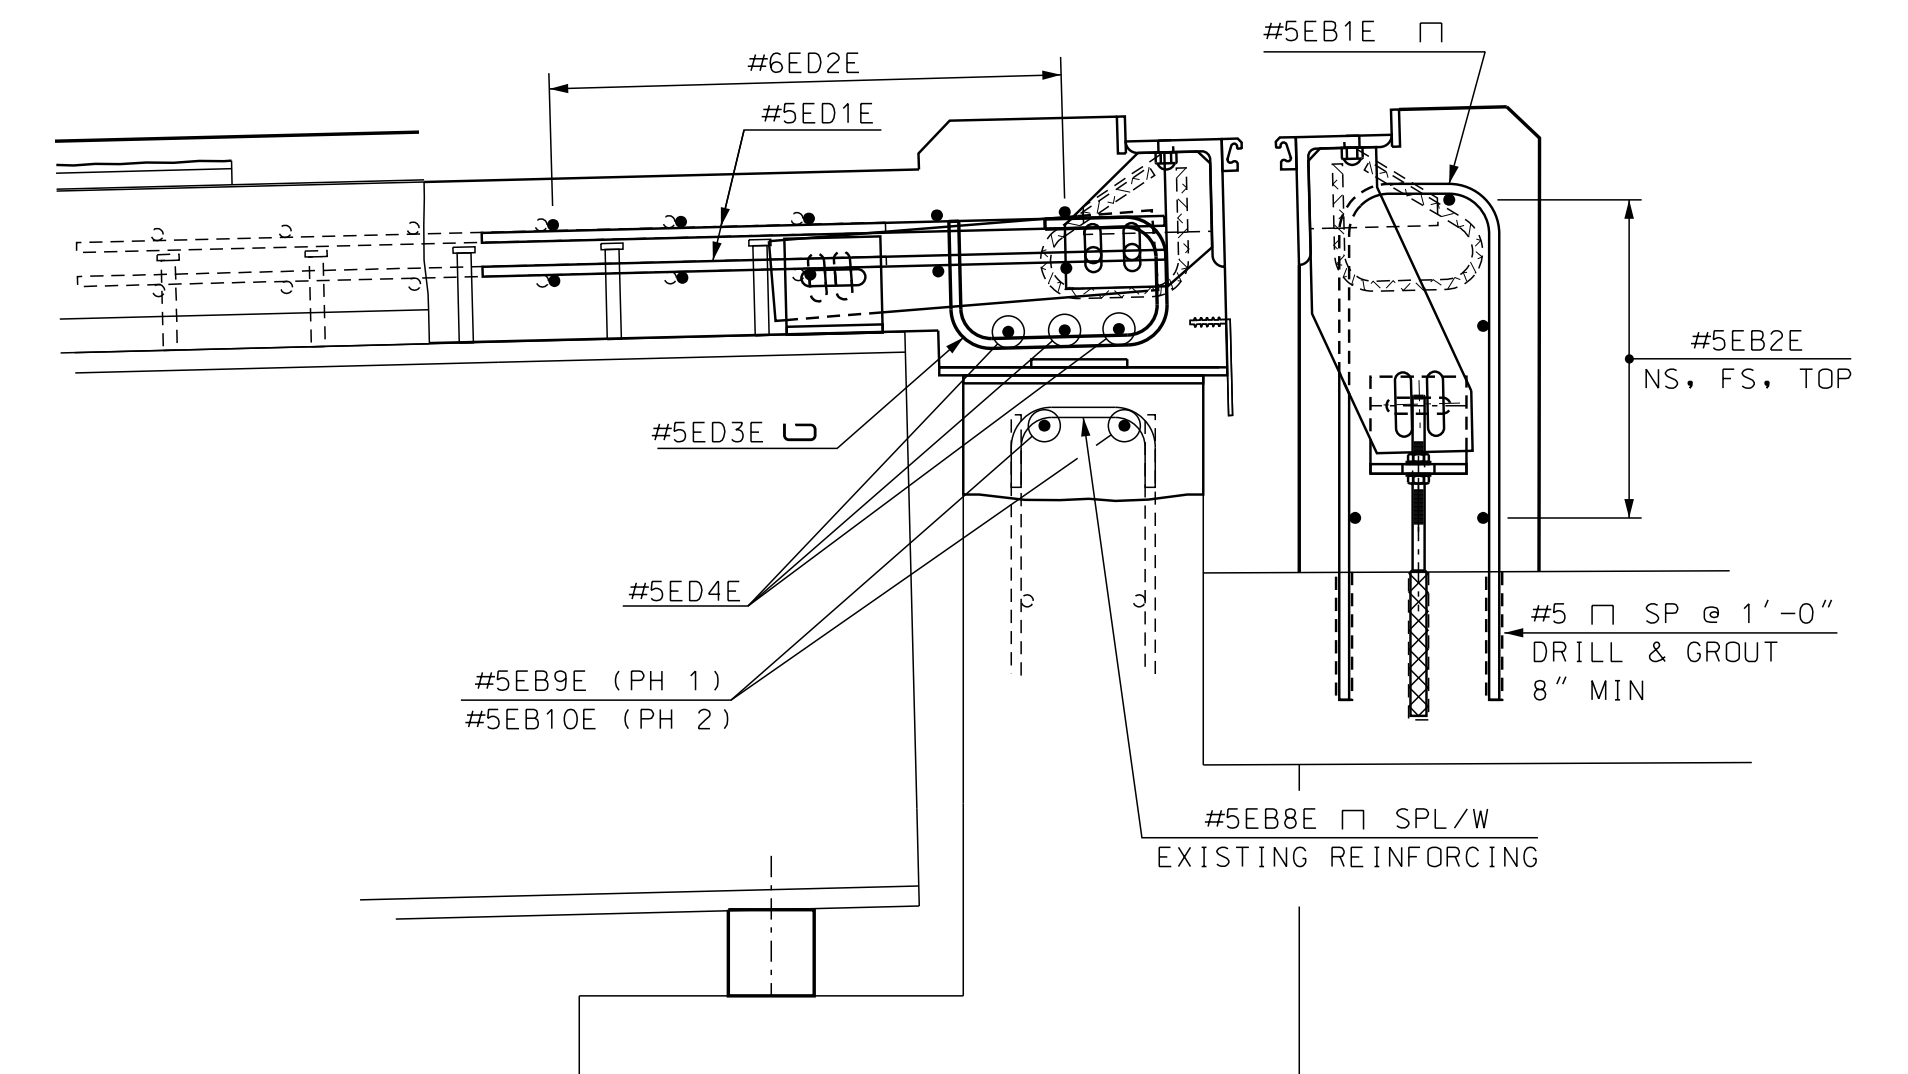 #5EB1E
#6ED2E
#5ED1E
#5EB2E
NS, FS, TOP
#5ED3E
#5ED4E
#5 SP @ 1'-0"
DRILL & GROUT
8" MIN
#5EB9E (PH 1)
#5EB10E (PH 2)
#5EB8E SPL/W
EXISTING REINFORCING